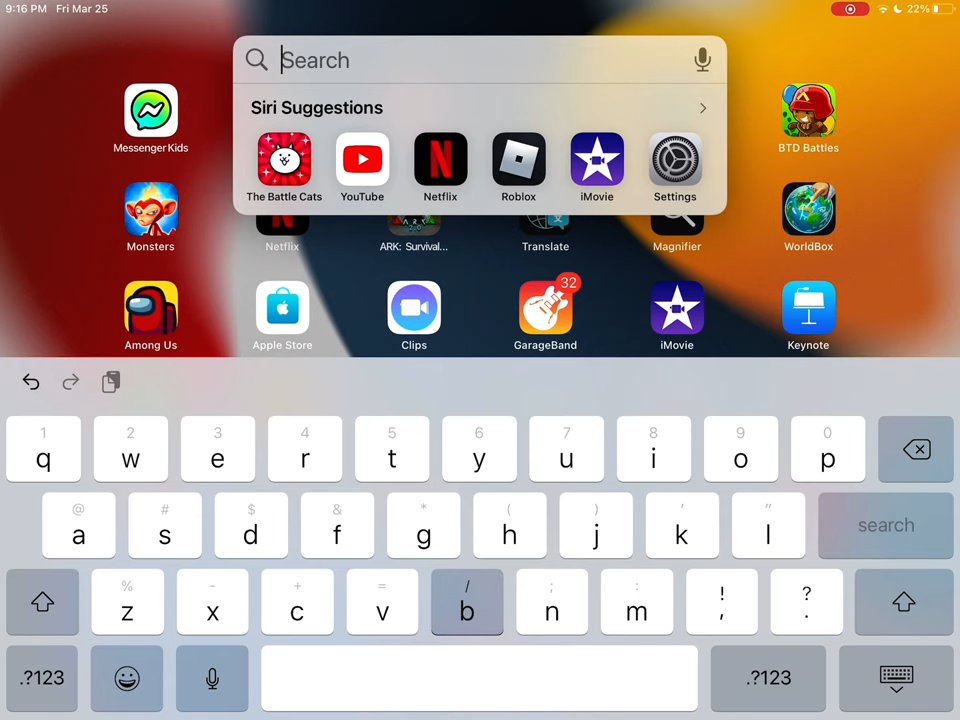 9:16 PM Fri Mar 25
22%
Search
Siri Suggestions
The Battle Cats YouTube Netflix Roblox iMovie Settings
Messenger Kids BTD Battles
Monsters Netflix ARK: Survival... Translate Magnifier WorldBox
32
Among Us Apple Store Clips GarageBand iMovie Keynote
1 2 3 4 5 6 7 8 9 0
q w e r t y u i o p
@ # $ & * ( ) ' "
a s d f g h j k l search
% - + = / ; : ! ?
z x c v b n m , .
.?123 .?123